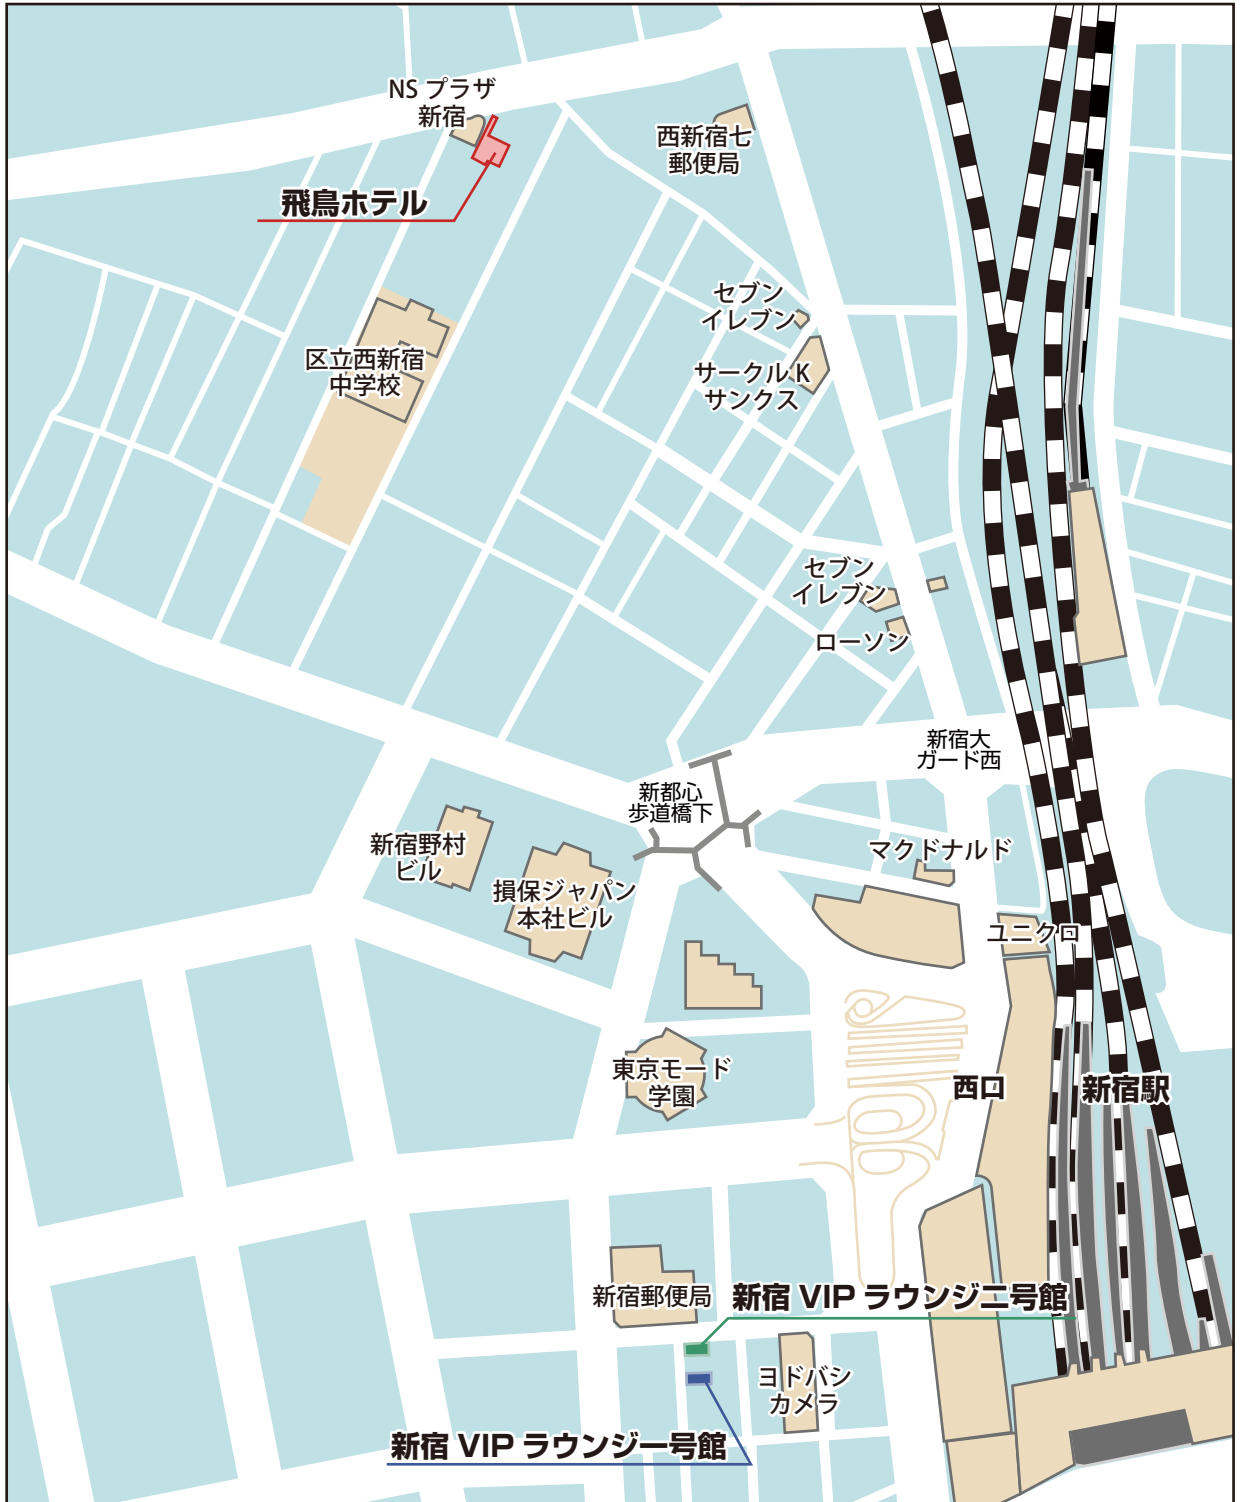 NS プラザ
新宿
西新宿七
郵便局
飛鳥ホテル
セブン
イレブン
区立西新宿
中学校
サークル K
サンクス
セブン
イレブン
ローソン
新宿大
ガード西
新都心
歩道橋下
新宿野村
ビル
マクドナルド
損保ジャパン
本社ビル
ユニクロ
東京モード
学園
西口
新宿駅
新宿郵便局
新宿 VIP ラウンジ二号館
ヨドバシ
カメラ
新宿 VIP ラウンジ一号館